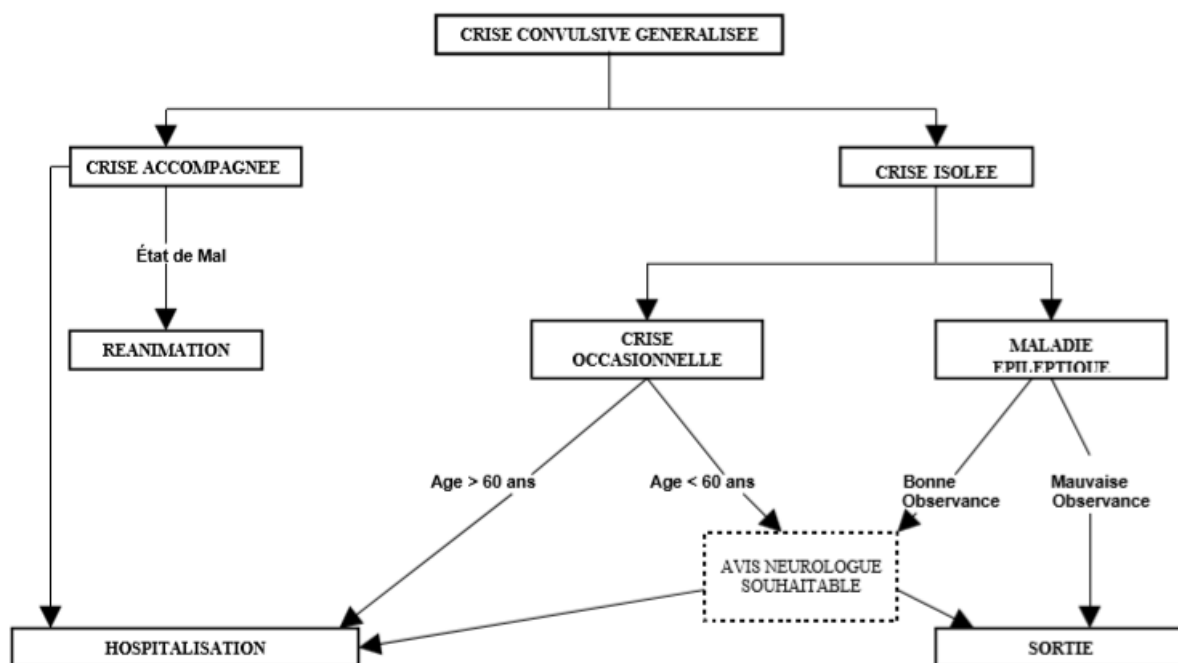 CRISE CONVULSIVE GENERALISEE
CRISE ACCOMPAGNEE
CRISE ISOLEE
État de Mal
REANIMATION
CRISE
OCCASIONNELLE
MALADIE
EPILEPTIQUE
Age > 60 ans
Age < 60 ans
Bonne
Observance
Mauvaise
Observance
AVIS NEUROLOGUE
SOUHAITABLE
HOSPITALISATION
SORTIE